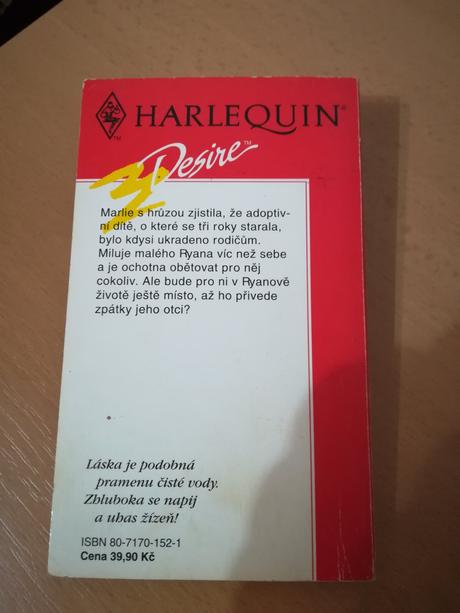 HARLEQUIN®
TM
Desire™
Marlie s hrůzou zjistila, že adoptiv-
ní dítě, o které se tři roky starala,
bylo kdysi ukradeno rodičům.
Miluje malého Ryana víc než sebe
a je ochotna obětovat pro něj
cokoliv. Ale bude pro ni v Ryanově
životě ještě místo, až ho přivede
zpátky jeho otci?
Láska je podobná
pramenu čisté vody.
Zhluboka se napij
a uhas žízeň!
ISBN 80-7170-152-1
Cena 39,90 Kč